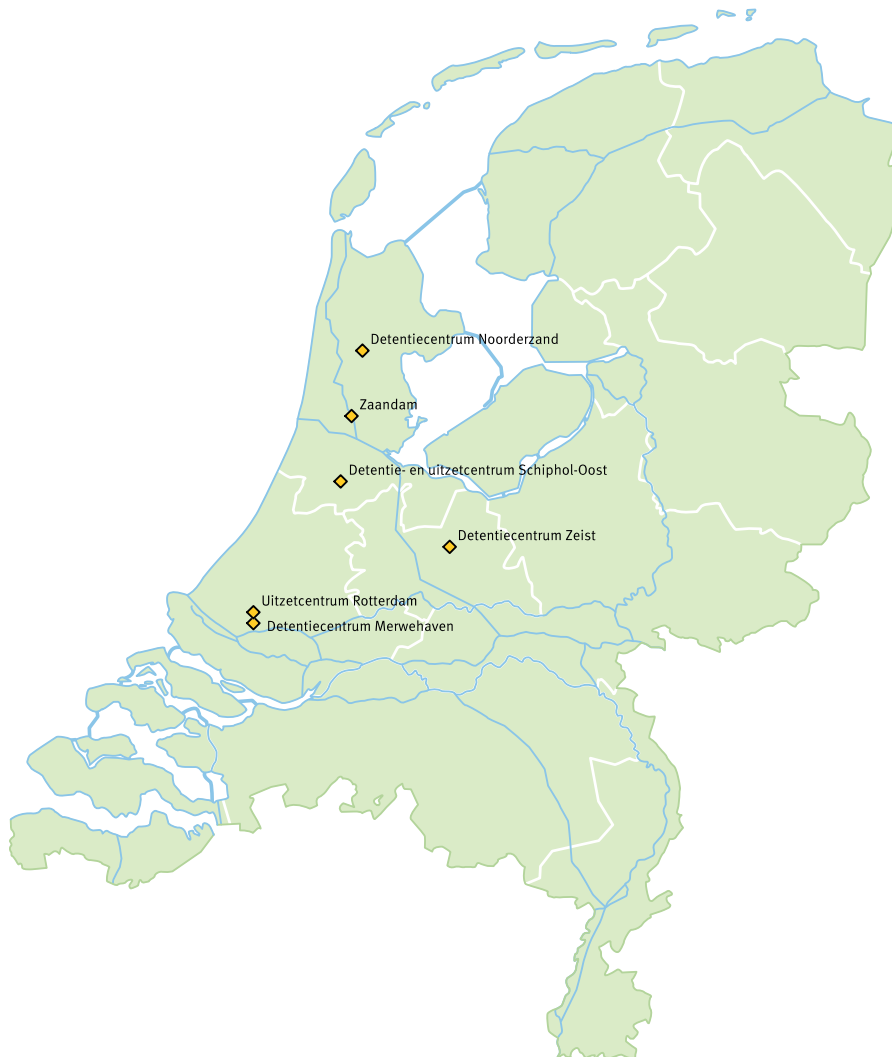 Detentiecentrum Noorderzand
Zaandam
Detentie- en uitzetcentrum Schiphol-Oost
Detentiecentrum Zeist
Uitzetcentrum Rotterdam
Detentiecentrum Merwehaven